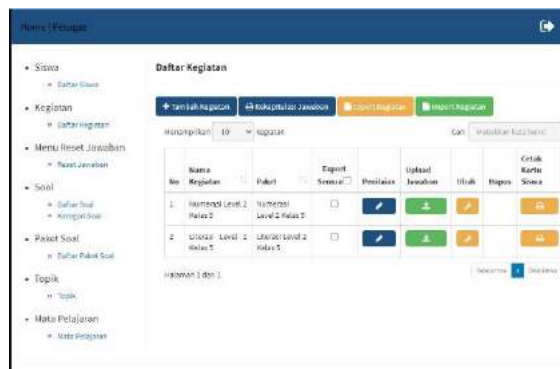 Home | Petugas
Siswa
Daftar Siswa
Kegiatan
Daftar Kegiatan
Menu Reset Jawaban
Reset Jawaban
Soal
Daftar Soal
Kategori Soal
Paket Soal
Daftar Paket Soal
Topik
Topik
Mata Pelajaran
Mata Pelajaran
Daftar Kegiatan
Tambah Kegiatan Rekapitulasi Jawaban Export Kegiatan Import Kegiatan
Menampilkan 10 Kegiatan Cari Masukkan kata kunci
No Nama Kegiatan Paket Export Semua Penilaian Upload Jawaban Ubah Hapus Cetak Kartu Siswa
1 Numerasi Level 2 Kelas 5 Numerasi Level 2 Kelas 5
2 Literasi Level 2 Kelas 5 Literasi Level 2 Kelas 5
Halaman 1 dari 1
Sebelumnya 1